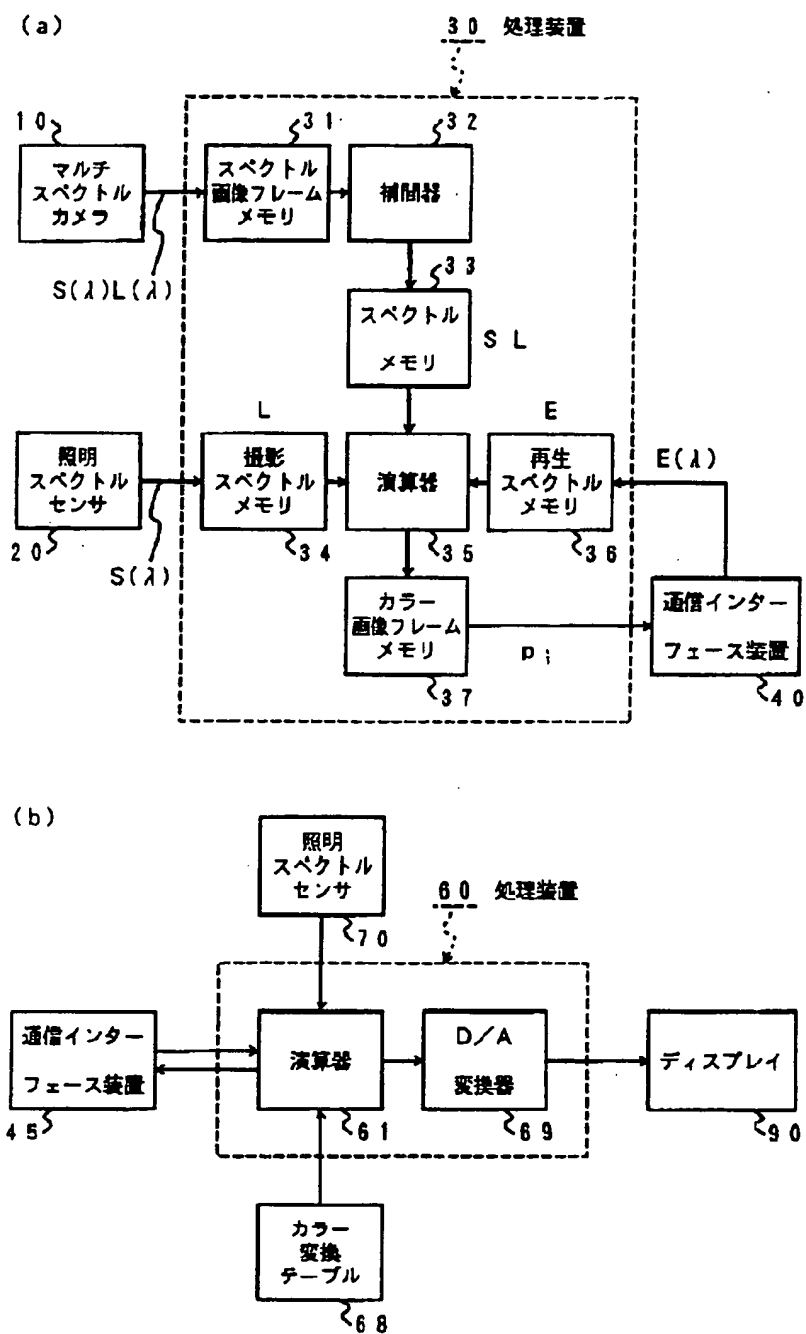 (a)
30 処理装置
10
マルチ
スペクトル
カメラ
31
スペクトル
画像フレーム
メモリ
32
補間器
S(λ)L(λ)
33
スペクトル
メモリ
S L
L
E
照明
スペクトル
センサ
20
S(λ)
撮影
スペクトル
メモリ
34
演算器
35
再生
スペクトル
メモリ
36
E(λ)
カラー
画像フレーム
メモリ
37
Pi
通信インター
フェース装置
40
(b)
照明
スペクトル
センサ
70
60 処理装置
通信インター
フェース装置
45
演算器
61
D/A
変換器
69
ディスプレイ
90
カラー
変換
テーブル
68